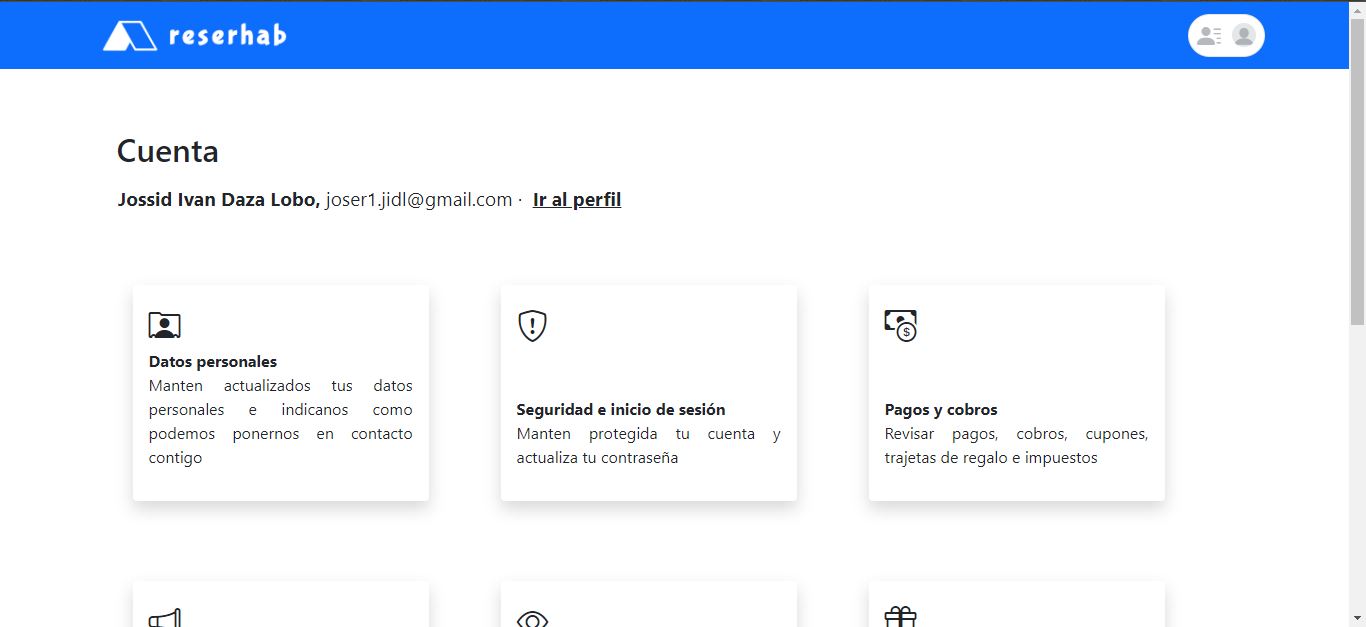 reserhab
Cuenta
Jossid Ivan Daza Lobo, joser1.jidl@gmail.com · Ir al perfil
Datos personales
Manten actualizados tus datos
personales e indicanos como
podemos ponernos en contacto
contigo
Seguridad e inicio de sesión
Manten protegida tu cuenta y
actualiza tu contraseña
Pagos y cobros
Revisar pagos, cobros, cupones,
trajetas de regalo e impuestos